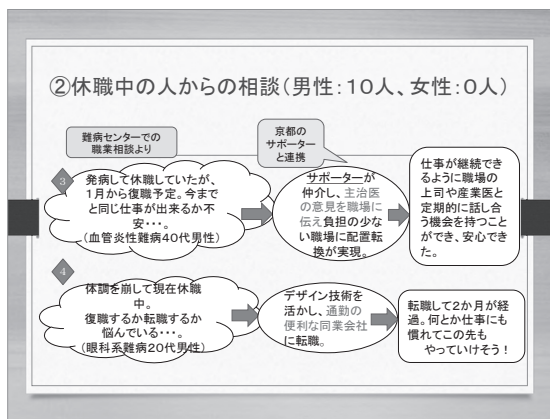 ②休職中の人からの相談(男性:10人、女性:0人)
難病センターでの
職業相談より
京都の
サポーター
と連携
3
発病して休職していたが、
1月から復職予定。今まで
と同じ仕事が出来るか不
安・・・。
(血管炎性難病40代男性)
サポーターが
仲介し、主治医
の意見を職場に
伝え負担の少な
い職場に配置転
換が実現。
仕事が継続でき
るように職場の
上司や産業医と
定期的に話し合
う機会を持つこと
ができ、安心でき
た。
4
体調を崩して現在休職
中。
復職するか転職するか
悩んでいる・・・。
(眼科系難病20代男性)
デザイン技術を
活かし、通勤の
便利な同業会社
に転職。
転職して2か月が経
過。何とか仕事にも
慣れてこの先も
やっていけそう!